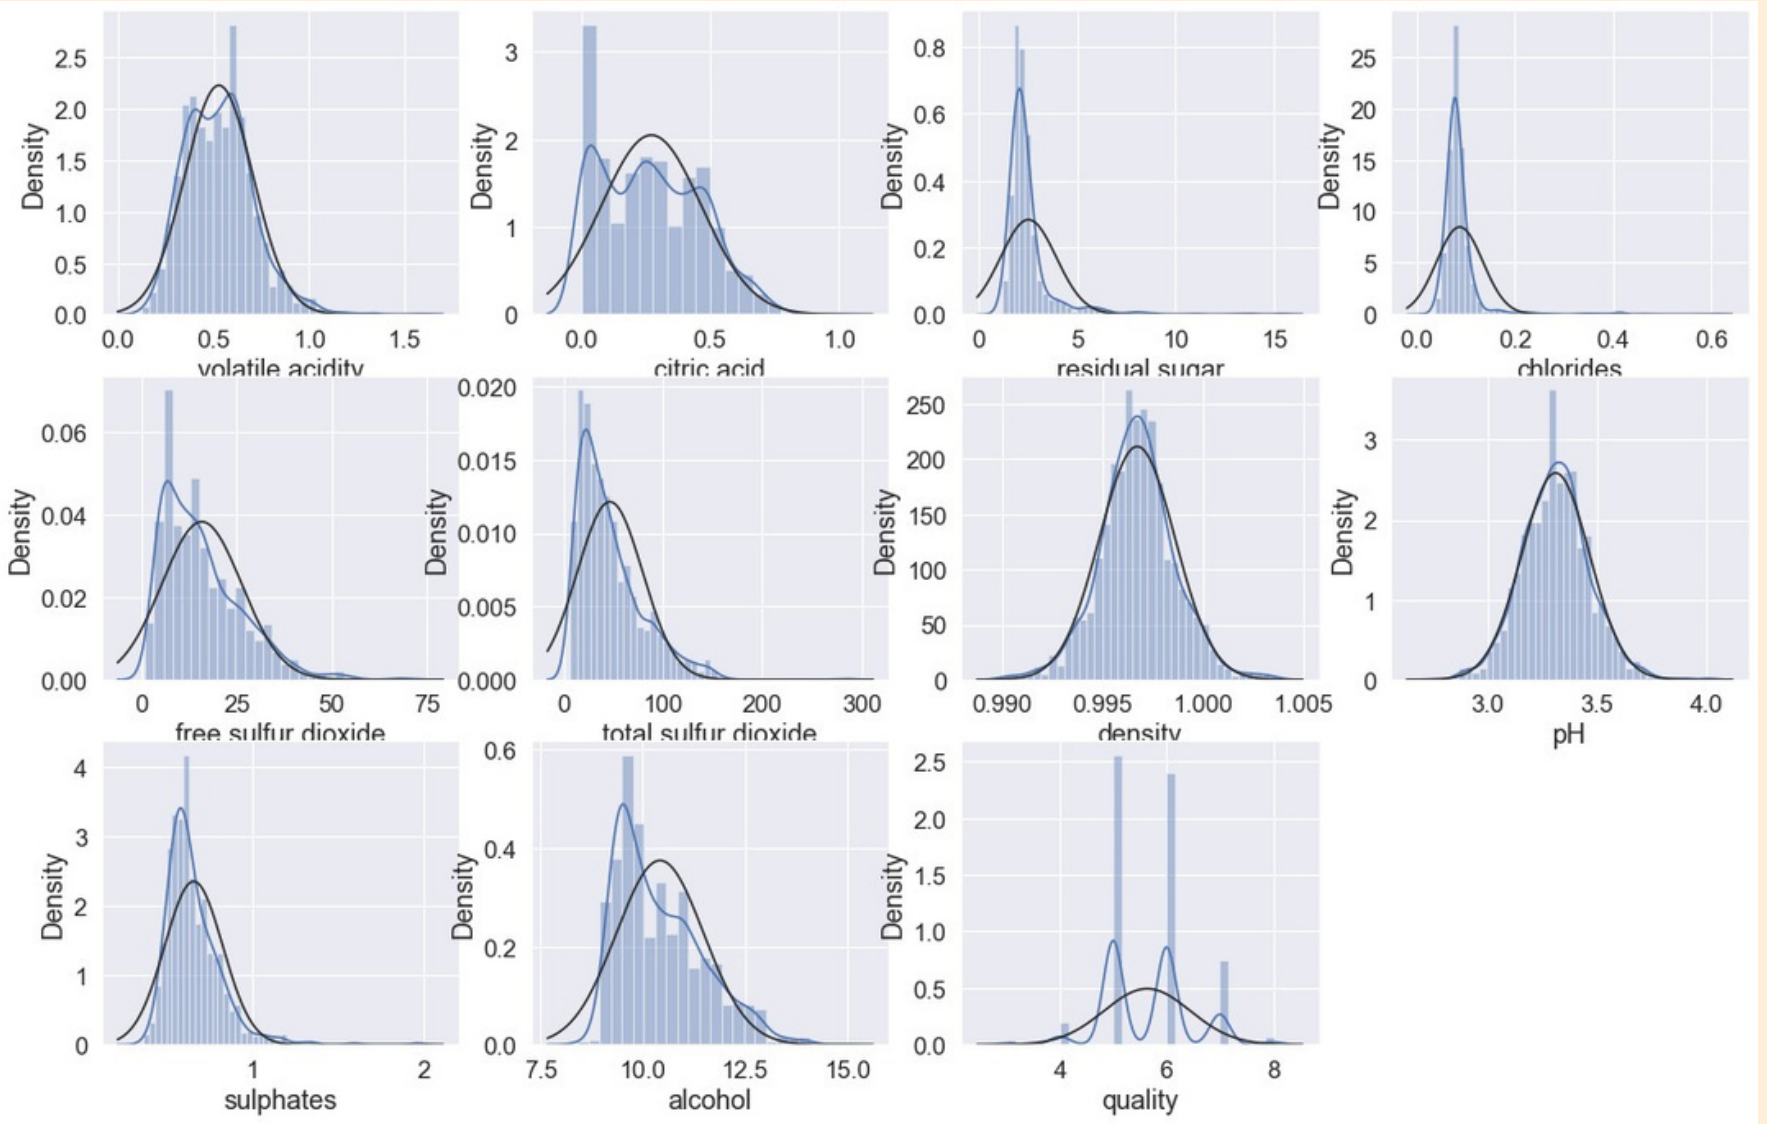 Density
2.5
2.0
1.5
1.0
0.5
0.0
0.0 0.5 1.0 1.5
volatile acidity
Density
3
2
1
0
0.0 0.5 1.0
citric acid
Density
0.8
0.6
0.4
0.2
0.0
0 5 10 15
residual sugar
Density
25
20
15
10
5
0
0.0 0.2 0.4 0.6
chlorides
Density
0.06
0.04
0.02
0.00
0 25 50 75
free sulfur dioxide
Density
0.020
0.015
0.010
0.005
0.000
0 100 200 300
total sulfur dioxide
Density
250
200
150
100
50
0
0.990 0.995 1.000 1.005
density
Density
3
2
1
0
3.0 3.5 4.0
pH
Density
4
3
2
1
0
1 2
sulphates
Density
0.6
0.4
0.2
0.0
7.5 10.0 12.5 15.0
alcohol
Density
2.5
2.0
1.5
1.0
0.5
0.0
4 6 8
quality